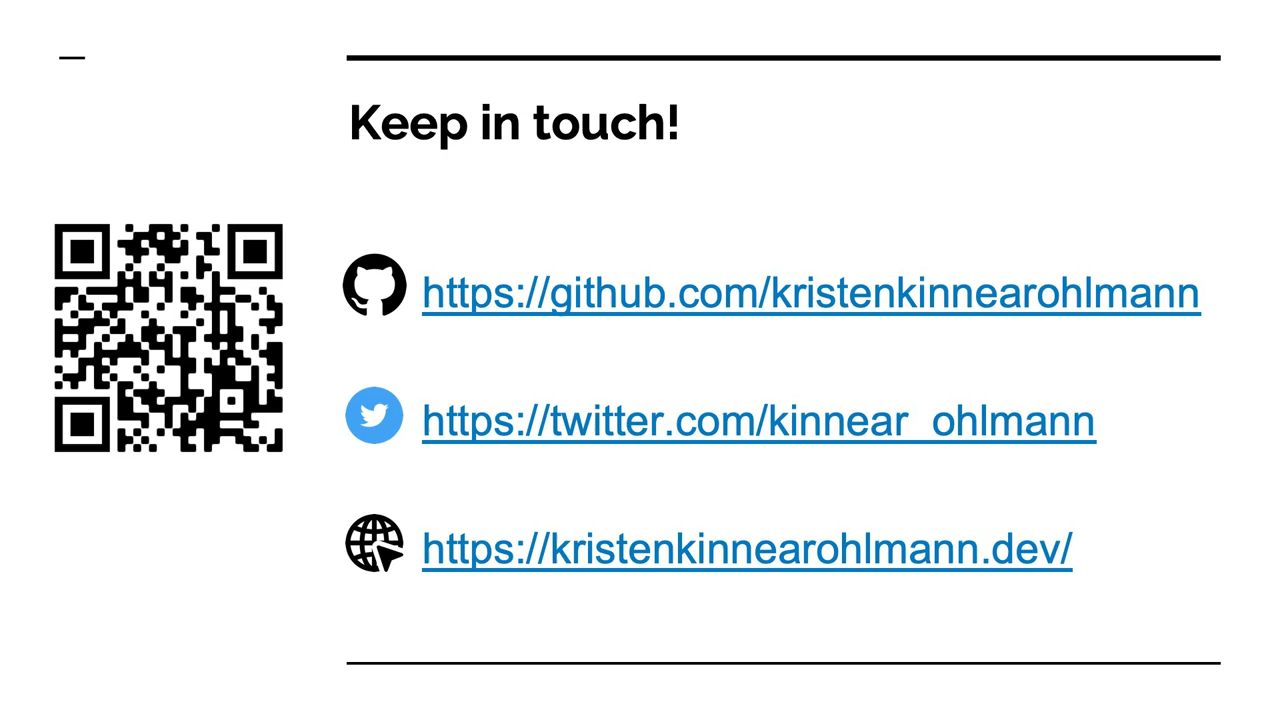 Keep in touch!
https://github.com/kristenkinnearohlmann
https://twitter.com/kinnear_ohlmann
https://kristenkinnearohlmann.dev/